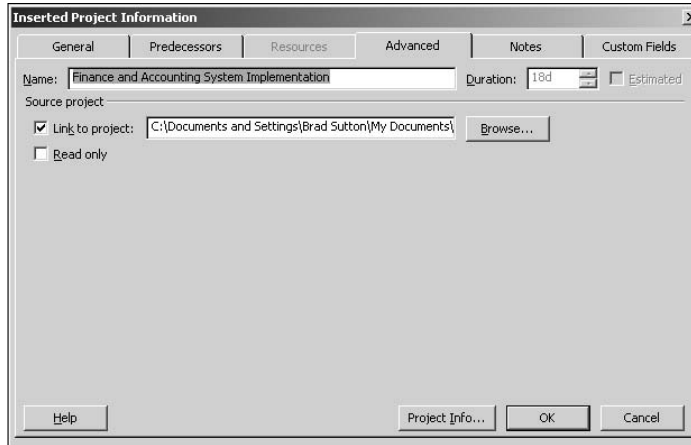 Inserted Project Information
General Predecessors Resources Advanced Notes Custom Fields
Name: Finance and Accounting System Implementation Duration: 18d Estimated
Source project
Link to project: C:\Documents and Settings\Brad Sutton\My Documents\ Browse...
Read only
Help Project Info... OK Cancel